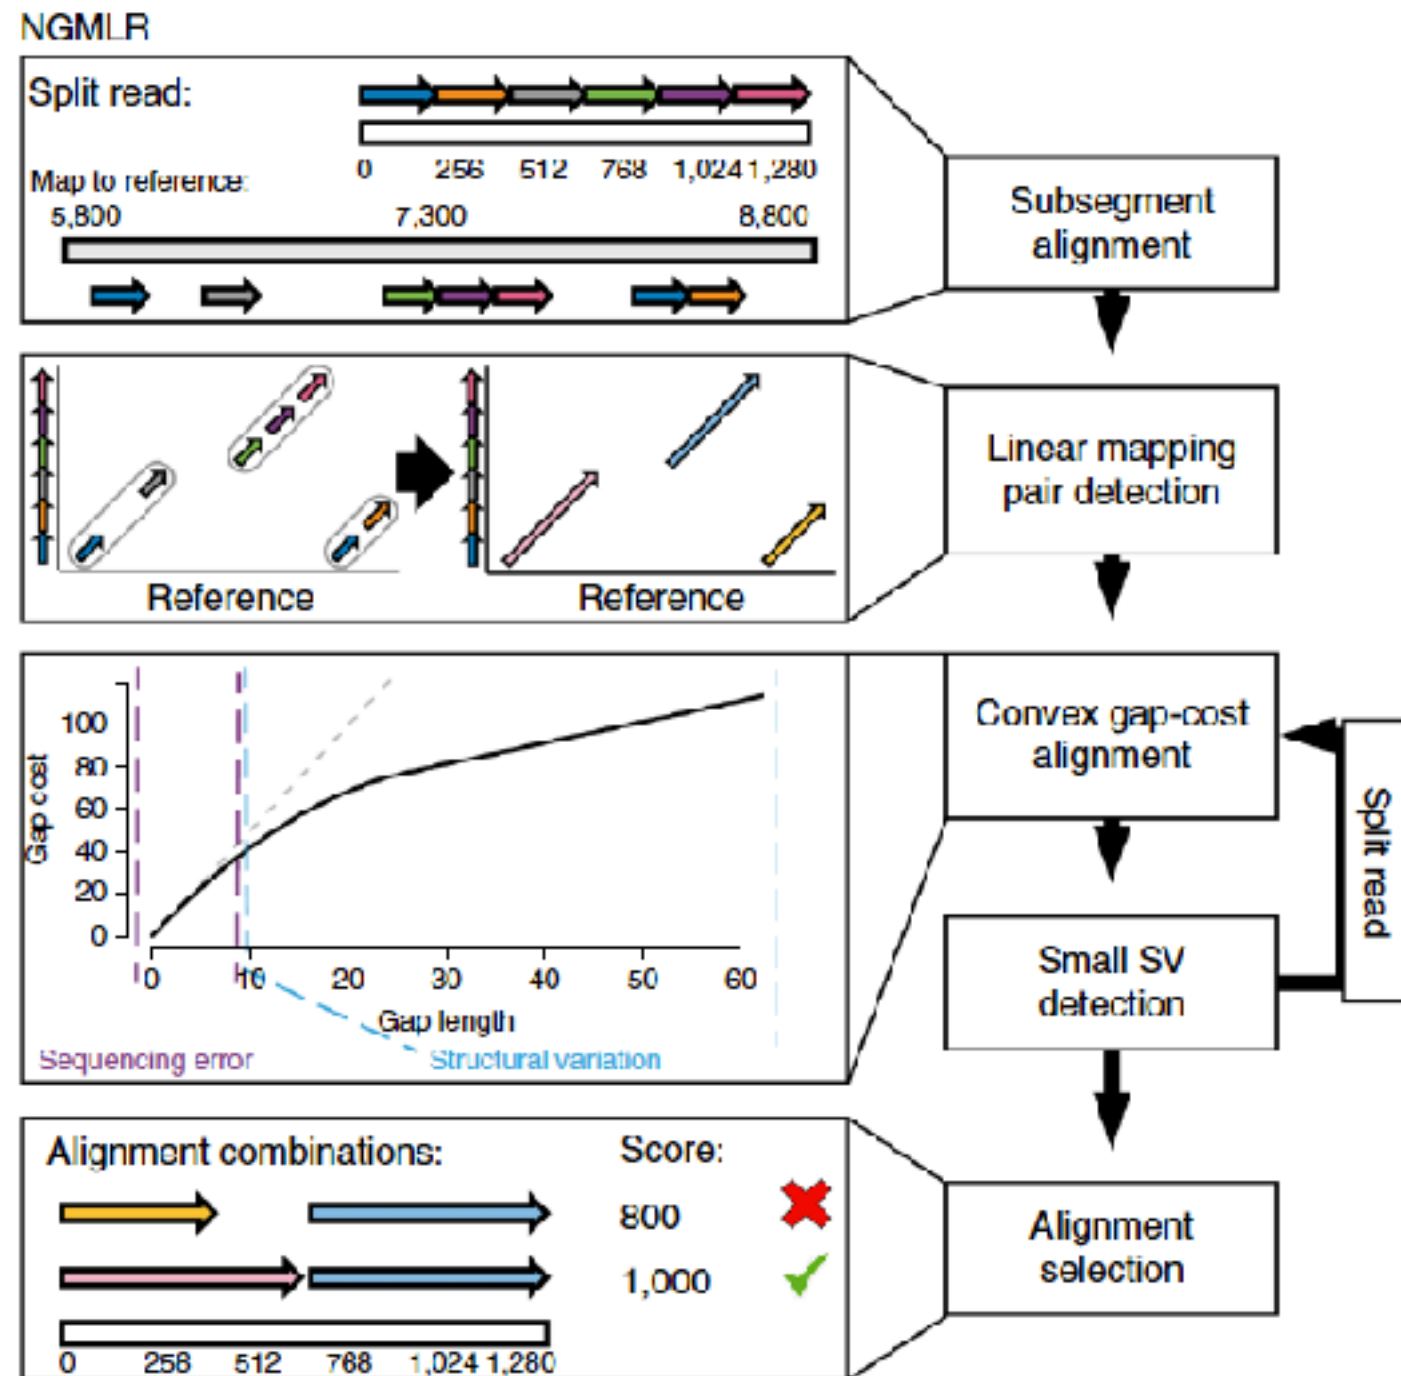 NGMLR
Split read:
0 256 512 768 1,024 1,280
Map to reference:
5,800 7,300 8,800
Subsegment
alignment
Reference
Reference
Linear mapping
pair detection
Gap cost
100
80
60
40
20
0
0 10 20 30 40 50 60
Gap length
Sequencing error
Structural variation
Convex gap-cost
alignment
Split read
Small SV
detection
Alignment combinations:
Score:
800
1,000
0 256 512 768 1,024 1,280
Alignment
selection